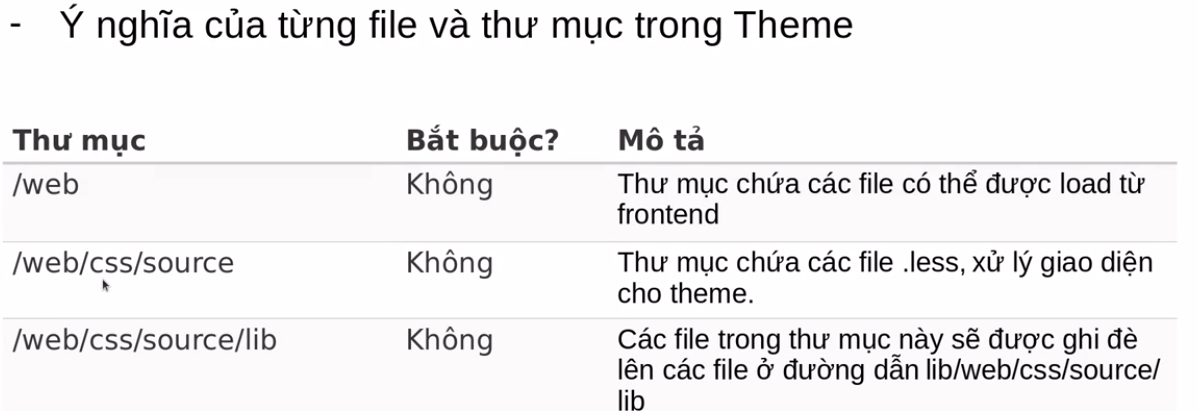 - Ý nghĩa của từng file và thư mục trong Theme
Thư mục Bắt buộc? Mô tả
/web Không Thư mục chứa các file có thể được load từ
frontend
/web/css/source Không Thư mục chứa các file .less, xử lý giao diện
cho theme.
/web/css/source/lib Không Các file trong thư mục này sẽ được ghi đè
lên các file ở đường dẫn lib/web/css/source/
lib